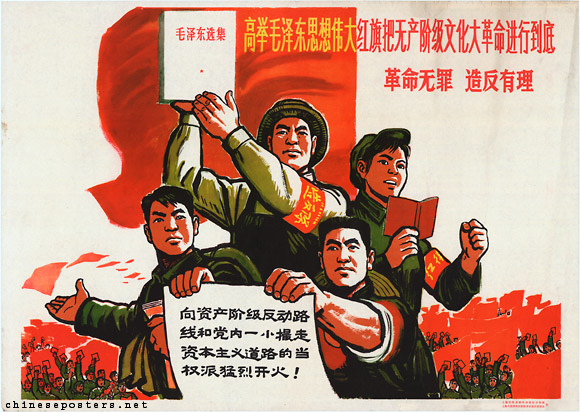 毛泽东选集
高举毛泽东思想伟大红旗把无产阶级文化大革命进行到底
革命无罪 造反有理
造反队
向资产阶级反动路
线和党内一小撮走
资本主义道路的当
权派猛烈开火！
chineseposters.net